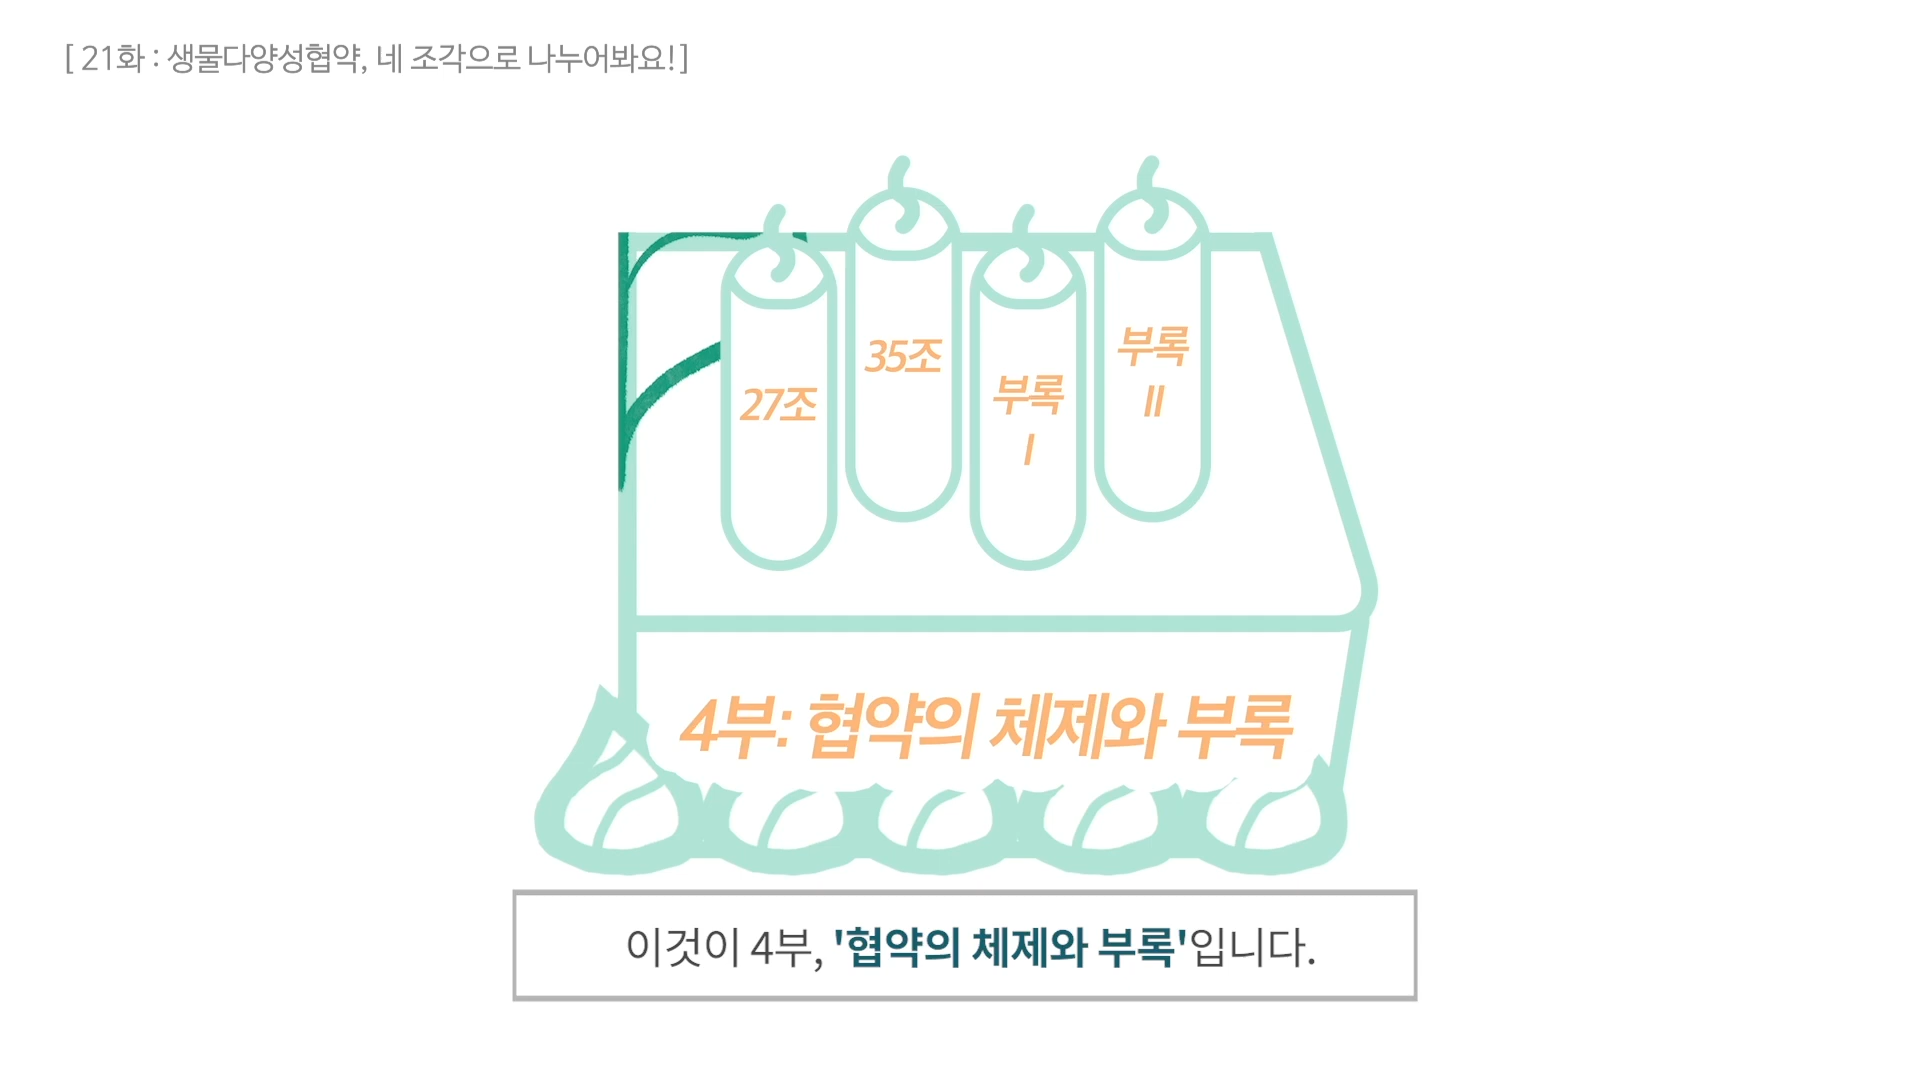 [ 21화 : 생물다양성협약, 네 조각으로 나누어봐요! ]
27조
35조
부록
I
부록
II
4부: 협약의 체제와 부록
이것이 4부, '협약의 체제와 부록'입니다.